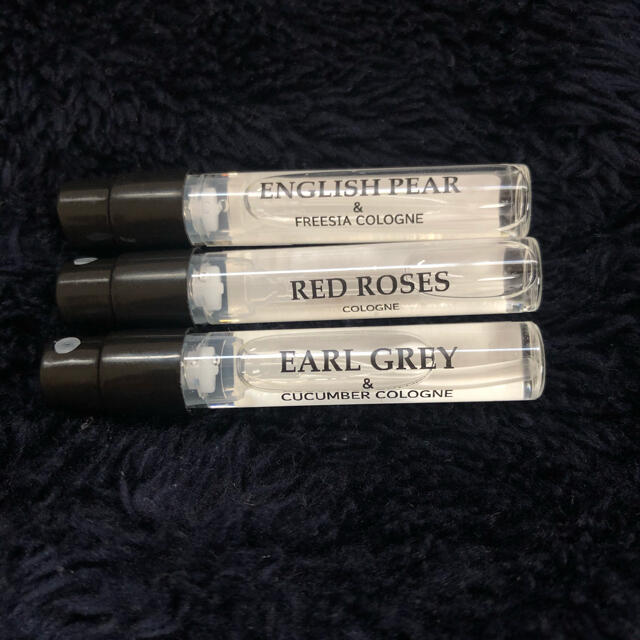 ENGLISH PEAR
&
FREESIA COLOGNE
RED ROSES
COLOGNE
EARL GREY
&
CUCUMBER COLOGNE